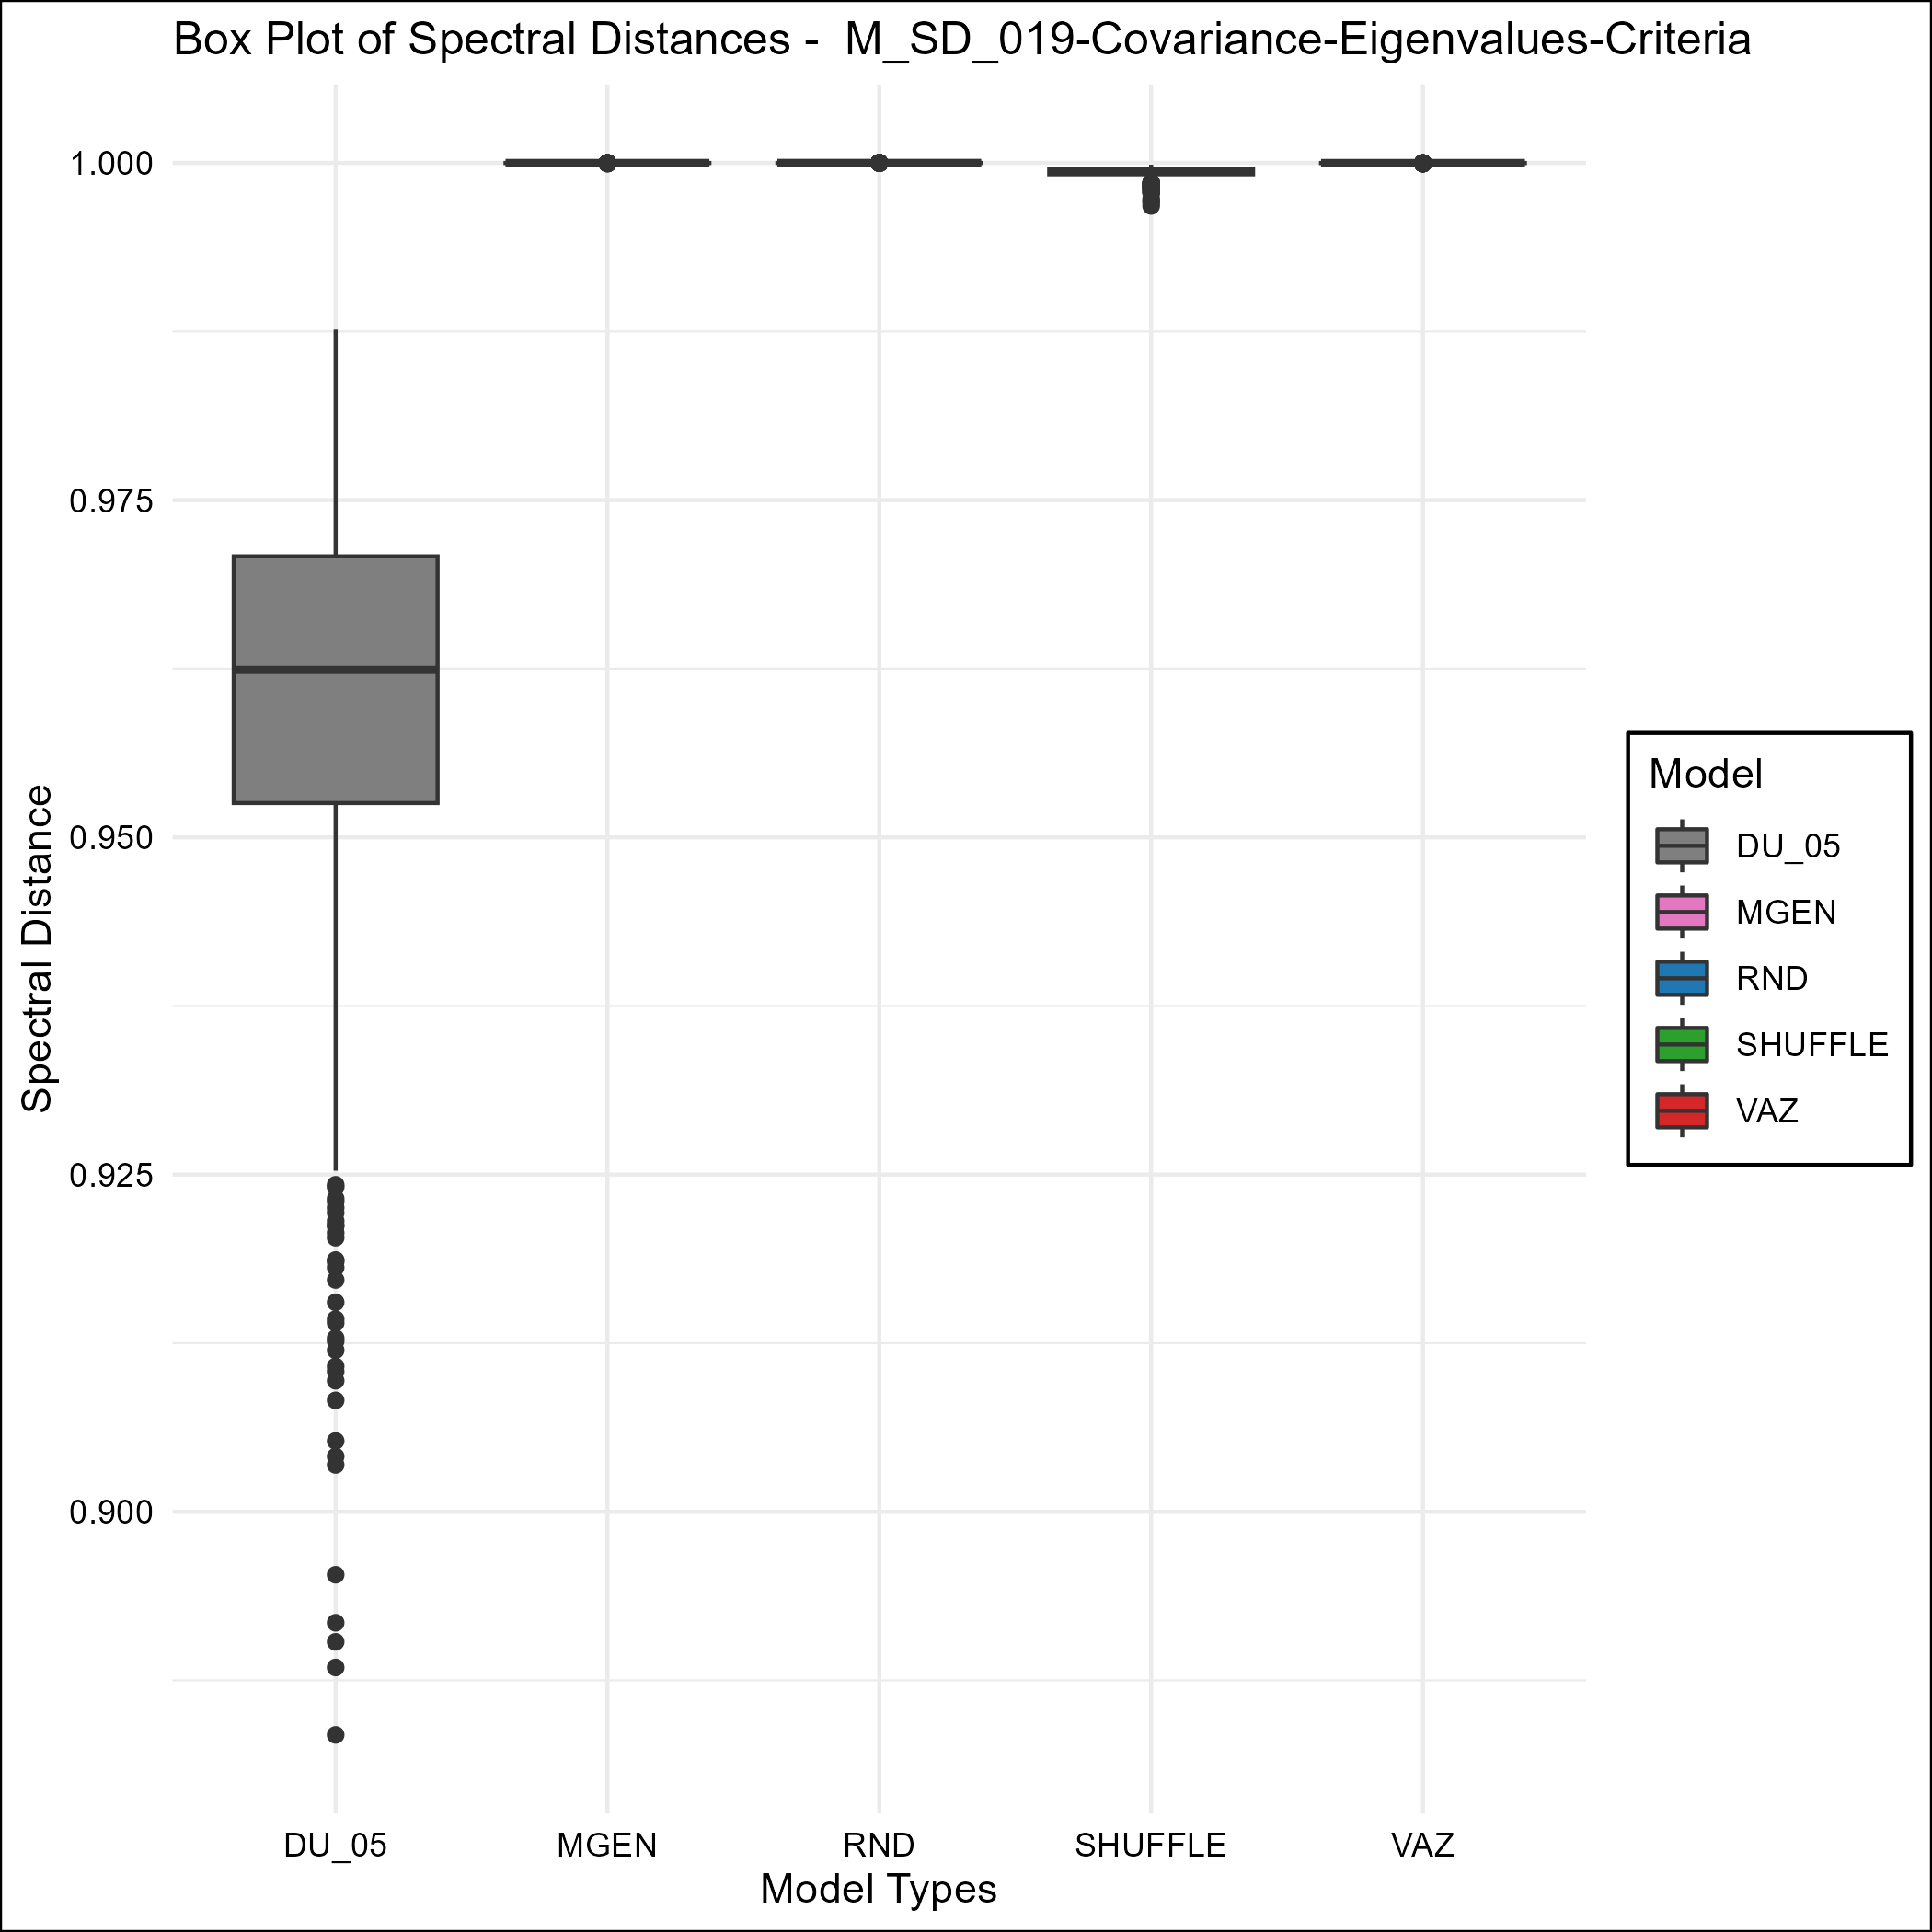 Box Plot of Spectral Distances -  M_SD_019-Covariance-Eigenvalues-Criteria
Spectral Distance
1.000
0.975
0.950
0.925
0.900
DU_05
MGEN
RND
SHUFFLE
VAZ
Model Types
Model
DU_05
MGEN
RND
SHUFFLE
VAZ